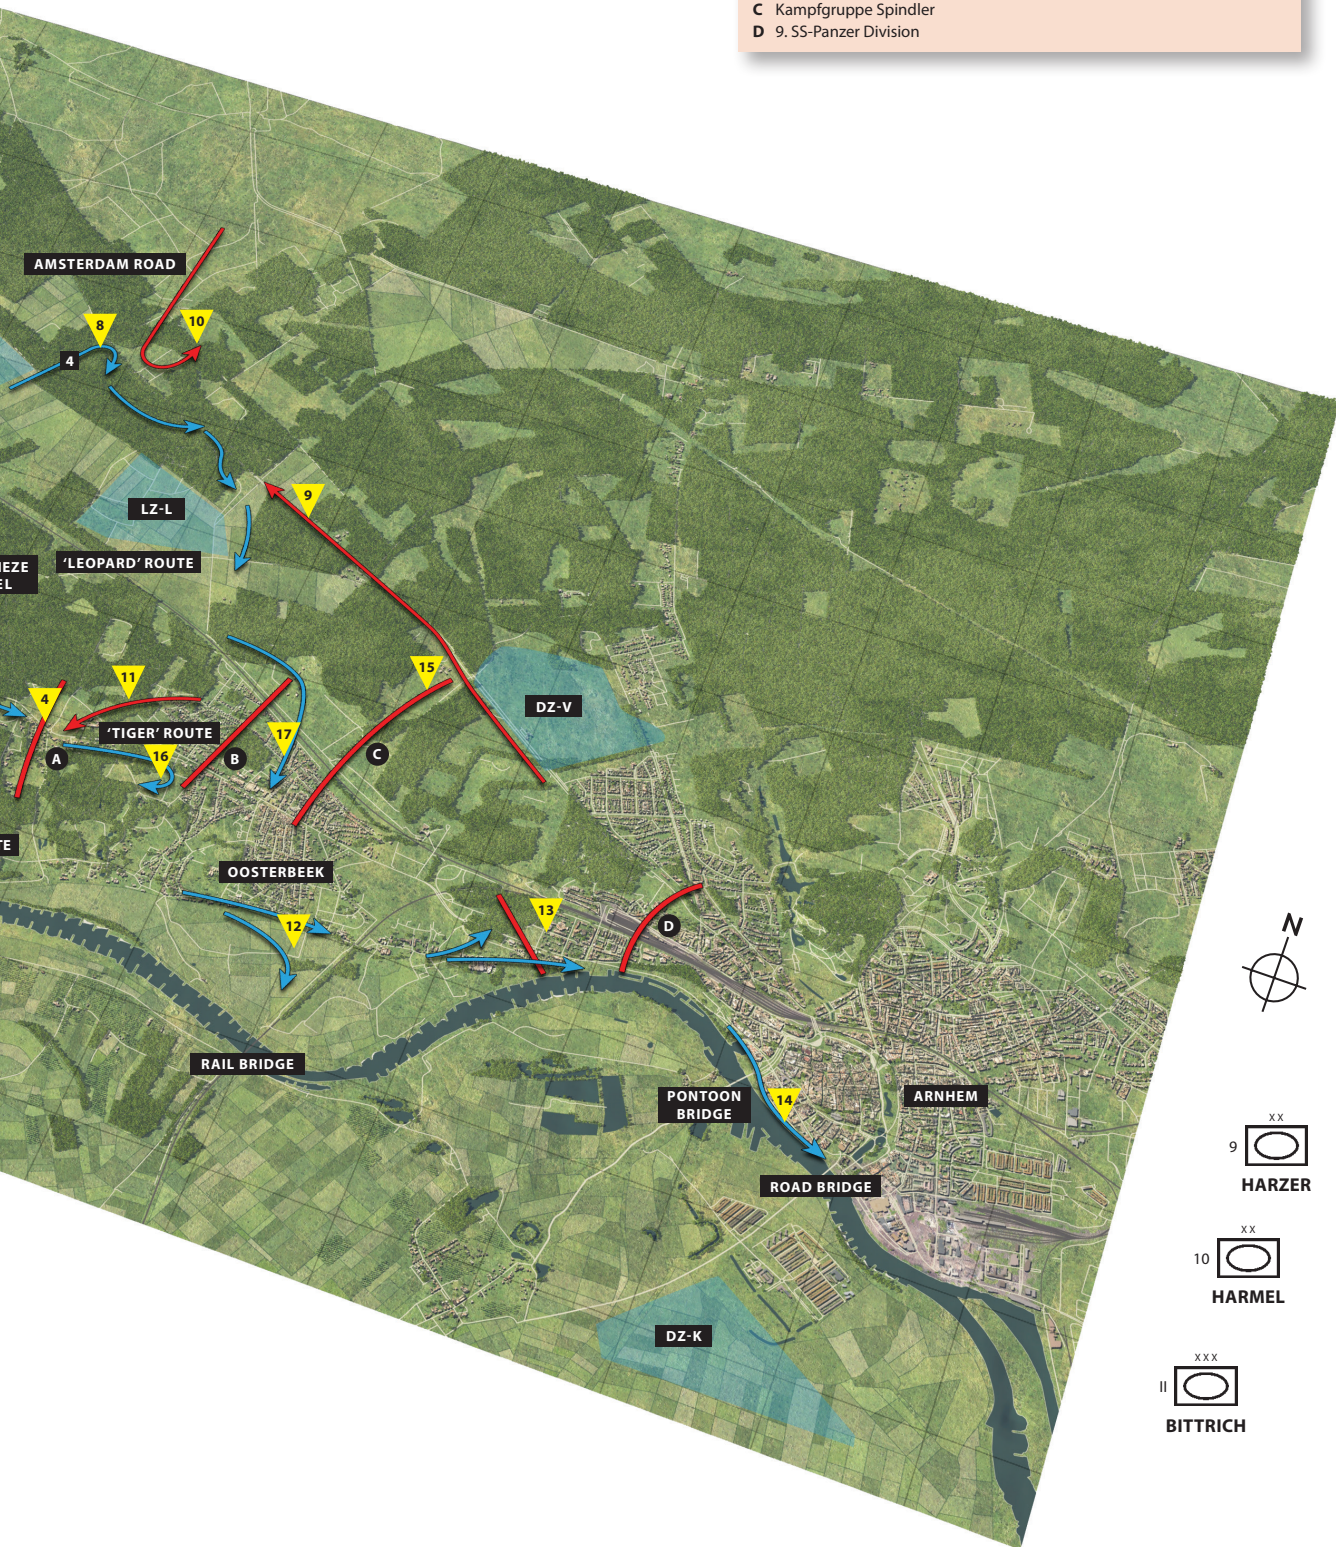 C Kampfgruppe Spindler
D 9. SS-Panzer Division
AMSTERDAM ROAD
8
10
4
9
LZ-L
IEZE
EL
‘LEOPARD’ ROUTE
15
11
4
DZ-V
‘TIGER’ ROUTE
17
A
16
B
C
TE
OOSTERBEEK
13
12
D
N
RAIL BRIDGE
PONTOON
BRIDGE
14
ARNHEM
ROAD BRIDGE
xx
9
HARZER
xx
10
HARMEL
DZ-K
xxx
II
BITTRICH